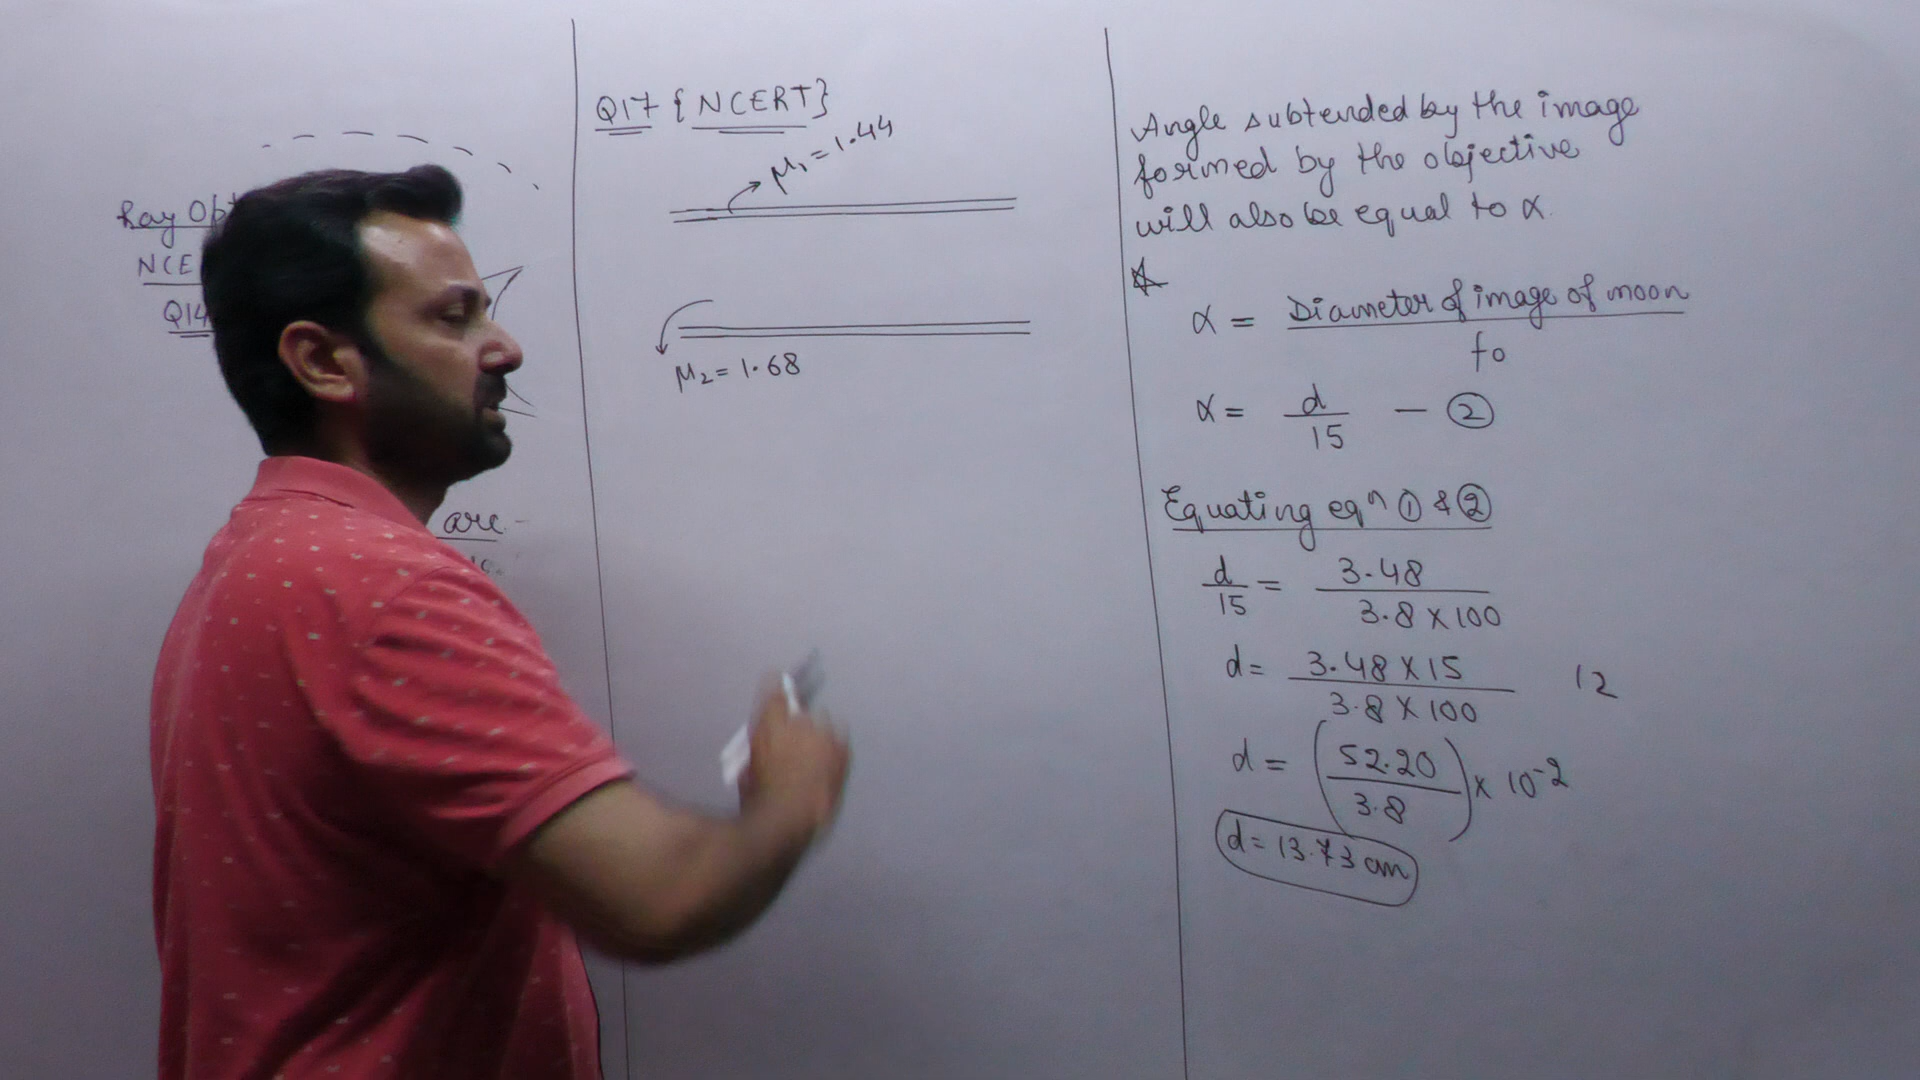 Ray Opt
NCE
Q14
arc.
Q17 {NCERT}
μ₁ = 1.44
μ₂ = 1.68
Angle subtended by the image
formed by the objective
will also be equal to α.
α = Diameter of image of moon
fo
α = d — ②
15
Equating eqⁿ ① & ②
d = 3.48
15 3.8 × 100
d = 3.48 × 15 12
3.8 × 100
d = (52.20) × 10⁻²
3.8
d = 13.73 cm